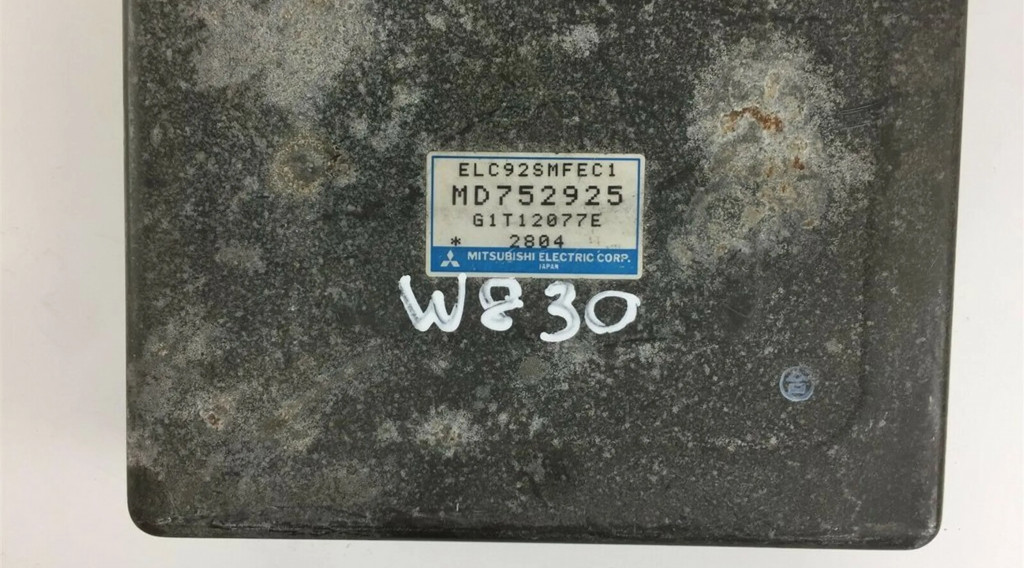 ELC92SMFEC1
MD752925
G1T12077E
* 2804
MITSUBISHI ELECTRIC CORP.
JAPAN
W830